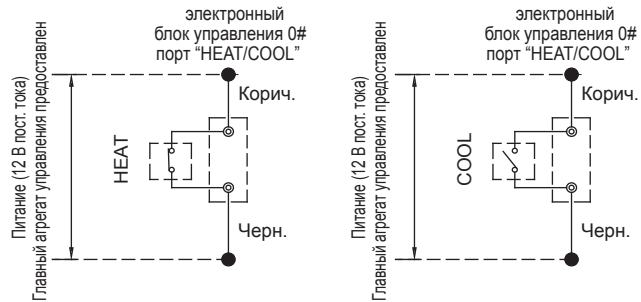 электронный
блок управления 0#
порт “HEAT/COOL”
Питание (12 В пост. тока)
Главный агрегат управления предоставлен
Корич.
HEAT
Черн.
электронный
блок управления 0#
порт “HEAT/COOL”
Питание (12 В пост. тока)
Главный агрегат управления предоставлен
Корич.
COOL
Черн.